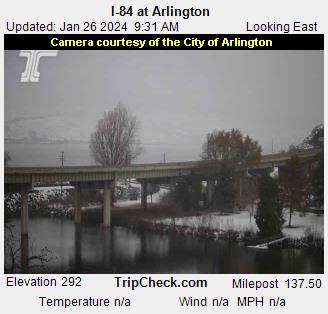 I-84 at Arlington
Updated: Jan 26 2024 9:31 AM Looking East
Camera courtesy of the City of Arlington
Elevation 292 TripCheck.com Milepost 137.50
Temperature n/a Wind n/a MPH n/a